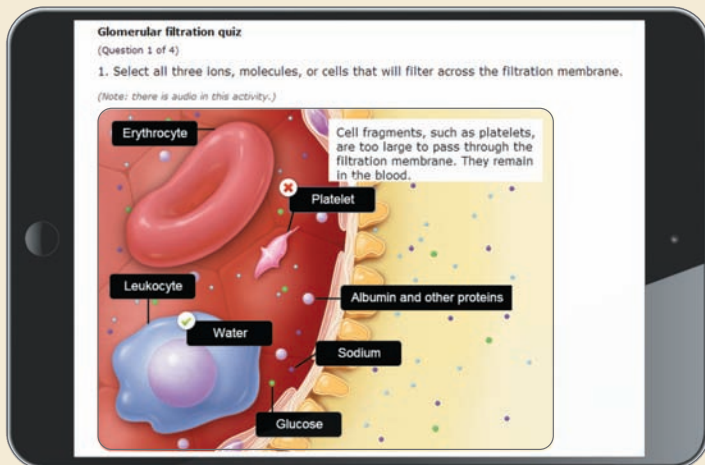 Glomerular filtration quiz
(Question 1 of 4)
1. Select all three ions, molecules, or cells that will filter across the filtration membrane.
(Note: there is audio in this activity.)
Erythrocyte
Cell fragments, such as platelets,
are too large to pass through the
filtration membrane. They remain
in the blood.
Platelet
Leukocyte
Albumin and other proteins
Water
Sodium
Glucose